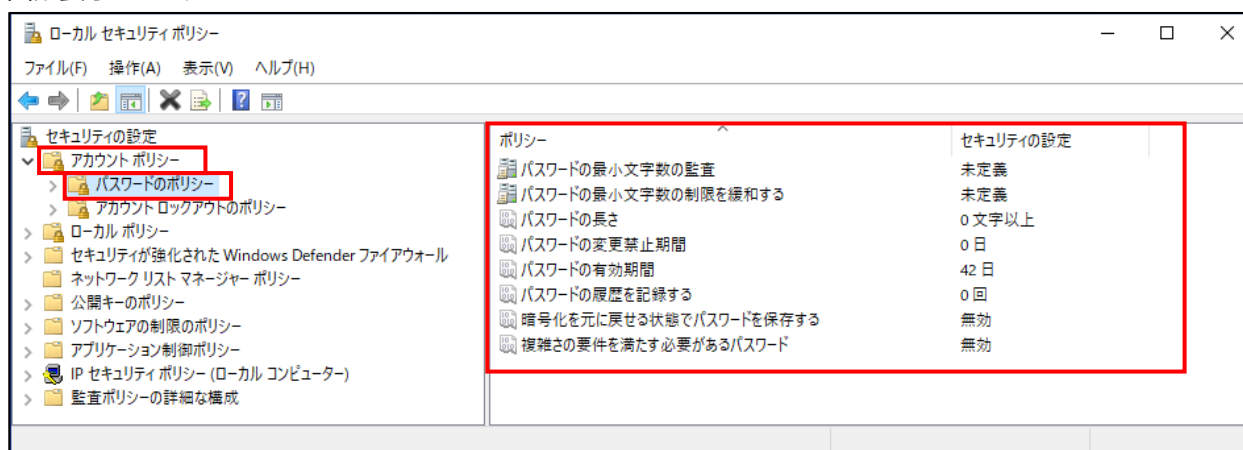 ローカル セキュリティ ポリシー
ファイル(F) 操作(A) 表示(V) ヘルプ(H)
セキュリティの設定
アカウント ポリシー
パスワードのポリシー
アカウント ロックアウトのポリシー
ローカル ポリシー
セキュリティが強化された Windows Defender ファイアウォール
ネットワーク リスト マネージャー ポリシー
公開キーのポリシー
ソフトウェアの制限のポリシー
アプリケーション制御ポリシー
IP セキュリティ ポリシー (ローカル コンピューター)
監査ポリシーの詳細な構成
ポリシー セキュリティの設定
パスワードの最小文字数の監査 未定義
パスワードの最小文字数の制限を緩和する 未定義
パスワードの長さ 0 文字以上
パスワードの変更禁止期間 0 日
パスワードの有効期間 42 日
パスワードの履歴を記録する 0 回
暗号化を元に戻せる状態でパスワードを保存する 無効
複雑さの要件を満たす必要があるパスワード 無効